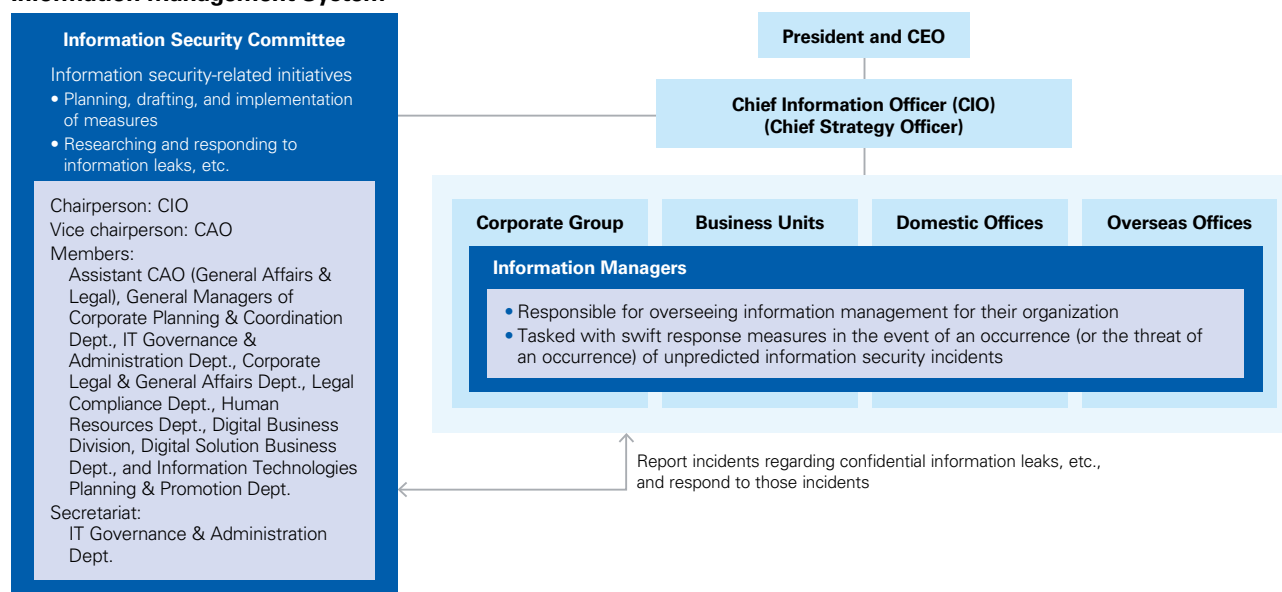 Information Management System
Information Security Committee
Information security-related initiatives
• Planning, drafting, and implementation
of measures
• Researching and responding to
information leaks, etc.
Chairperson: CIO
Vice chairperson: CAO
Members:
Assistant CAO (General Affairs &
Legal), General Managers of
Corporate Planning & Coordination
Dept., IT Governance &
Administration Dept., Corporate
Legal & General Affairs Dept., Legal
Compliance Dept., Human
Resources Dept., Digital Business
Division, Digital Solution Business
Dept., and Information Technologies
Planning & Promotion Dept.
Secretariat:
IT Governance & Administration
Dept.
President and CEO
Chief Information Officer (CIO)
(Chief Strategy Officer)
Corporate Group
Business Units
Domestic Offices
Overseas Offices
Information Managers
• Responsible for overseeing information management for their organization
• Tasked with swift response measures in the event of an occurrence (or the threat of
an occurrence) of unpredicted information security incidents
Report incidents regarding confidential information leaks, etc.,
and respond to those incidents